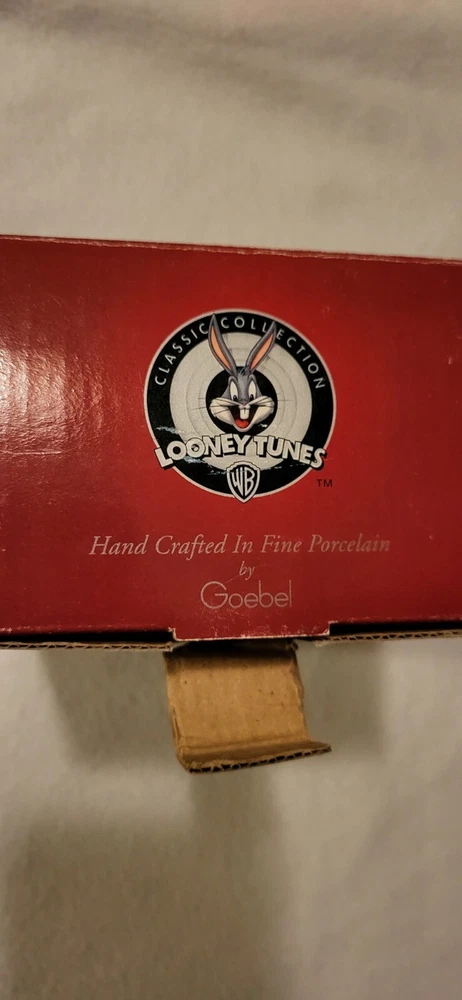 CLASSIC COLLECTION
LOONEY TUNES
WB
TM
Hand Crafted In Fine Porcelain
by
Goebel